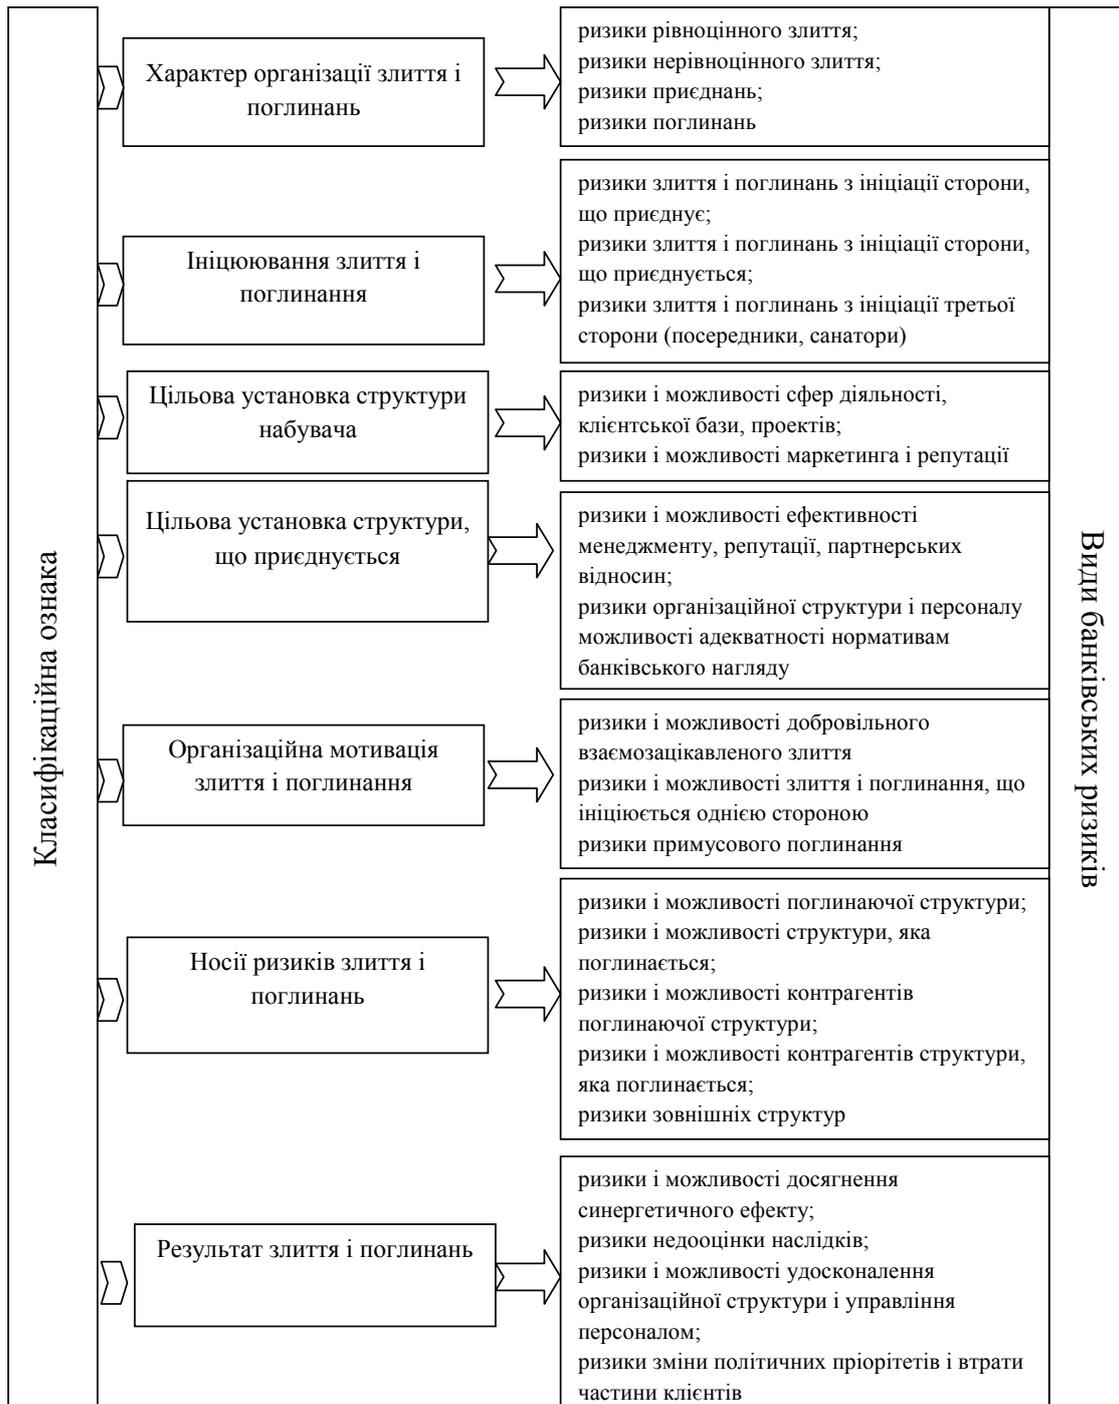 Класифікаційна ознака
Характер організації злиття і
поглинань
ризики рівноцінного злиття;
ризики нерівноцінного злиття;
ризики приєднань;
ризики поглинань
Ініціюювання злиття і
поглинання
ризики злиття і поглинань з ініціації сторони,
що приєднує;
ризики злиття і поглинань з ініціації сторони,
що приєднується;
ризики злиття і поглинань з ініціації третьої
сторони (посередники, санатори)
Цільова установка структури
набувача
ризики і можливості сфер діяльності,
клієнтської бази, проектів;
ризики і можливості маркетинга і репутації
Цільова установка структури,
що приєднується
ризики і можливості ефективності
менеджменту, репутації, партнерських
відносин;
ризики організаційної структури і персоналу
можливості адекватності нормативам
банківського нагляду
Організаційна мотивація
злиття і поглинання
ризики і можливості добровільного
взаємозацікавленого злиття
ризики і можливості злиття і поглинання, що
ініціюється однією стороною
ризики примусового поглинання
Носії ризиків злиття і
поглинань
ризики і можливості поглинаючої структури;
ризики і можливості структури, яка
поглинається;
ризики і можливості контрагентів
поглинаючої структури;
ризики і можливості контрагентів структури,
яка поглинається;
ризики зовнішніх структур
Результат злиття і поглинань
ризики і можливості досягнення
синергетичного ефекту;
ризики недооцінки наслідків;
ризики і можливості удосконалення
організаційної структури і управління
персоналом;
ризики зміни політичних пріорітетів і втрати
частини клієнтів
Види банківських ризиків